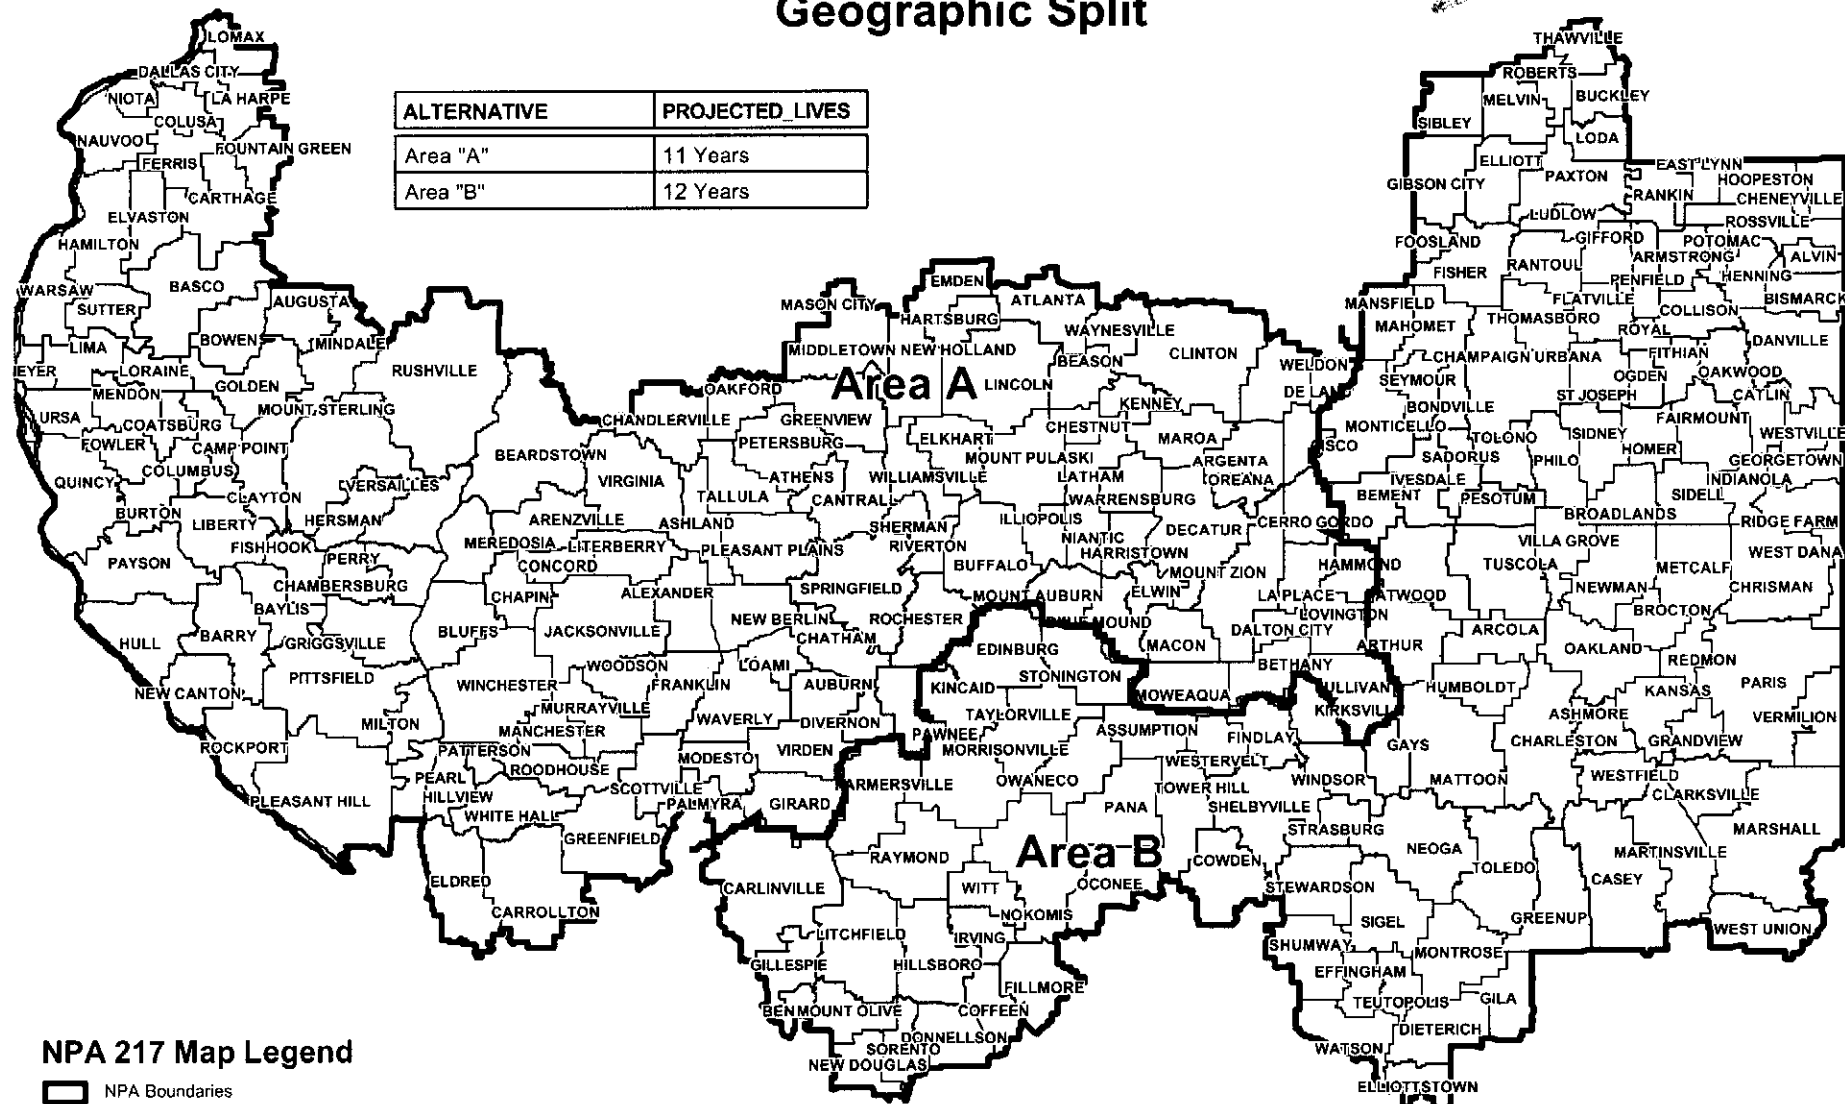 Geographic Split
ALTERNATIVE PROJECTED_LIVES
Area "A" 11 Years
Area "B" 12 Years
Area A
Area B
LOMAX
DALLAS CITY
NIOTA
LA HARPE
COLUSA
NAUVOO
FOUNTAIN GREEN
FERRIS
CARTHAGE
ELVASTON
HAMILTON
WARSAW
BASCO
SUTTER
AUGUSTA
LIMA
BOWEN
MINDALE
EYER
LORAINE
MENDON
GOLDEN
RUSHVILLE
URSA
COATSBURG
MOUNT STERLING
FOWLER
CAMP POINT
COLUMBUS
QUINCY
CLAYTON
VERSAILLES
BURTON
LIBERTY
HERSMAN
FISHHOOK
PERRY
PAYSON
CHAMBERSBURG
BAYLIS
HULL
BARRY
GRIGGSVILLE
PITTSFIELD
NEW CANTON
MILTON
ROCKPORT
PLEASANT HILL
MASON CITY
EMDEN
ATLANTA
HARTSBURG
WAYNESVILLE
MIDDLETOWN
NEW HOLLAND
BEASON
CLINTON
WELDON
OAKFORD
LINCOLN
DE LAN
CHANDLERVILLE
GREENVIEW
KENNEY
CHESTNUT
PETERSBURG
ELKHART
MAROA
CISCO
BEARDSTOWN
MOUNT PULASKI
ARGENTA
VIRGINIA
ATHENS
WILLIAMSVILLE
LATHAM
OREANA
TALLULA
CANTRALL
WARRENSBURG
ARENZVILLE
ASHLAND
SHERMAN
ILLIOPOLIS
DECATUR
CERRO GORDO
MEREDOSIA
LITERBERRY
PLEASANT PLAINS
RIVERTON
NIANTIC
HARRISTOWN
CONCORD
BUFFALO
MOUNT ZION
HAMMOND
CHAPIN
ALEXANDER
SPRINGFIELD
MOUNT AUBURN
ELWIN
LA PLACE
ATWOOD
LOVINGTON
NEW BERLIN
ROCHESTER
BLUE MOUND
BLUFFS
JACKSONVILLE
CHATHAM
EDINBURG
MACON
DALTON CITY
ARTHUR
WOODSON
LOAMI
BETHANY
WINCHESTER
FRANKLIN
AUBURN
KINCAID
STONINGTON
MOWEAQUA
ULLIVAN
MURRAYVILLE
WAVERLY
DIVERNON
TAYLORVILLE
KIRKSVILL
MANCHESTER
PAWNEE
ASSUMPTION
FINDLAY
PATTERSON
VIRDEN
MORRISONVILLE
GAYS
ROODHOUSE
MODESTO
WESTERVELT
PEARL
SCOTTVILLE
ARMERSVILLE
OWANECO
TOWER HILL
WINDSOR
MATTOON
HILLVIEW
PALMYRA
GIRARD
PANA
SHELBYVILLE
WHITE HALL
STRASBURG
GREENFIELD
RAYMOND
COWDEN
NEOGA
ELDRED
CARLINVILLE
WITT
OCONEE
STEWARDSON
CARROLLTON
NOKOMIS
SIGEL
LITCHFIELD
IRVING
SHUMWAY
MONTROSE
GILLESPIE
HILLSBORO
EFFINGHAM
FILLMORE
BEN
MOUNT OLIVE
COFFEEN
TEUTOPOLIS
GILA
DONNELLSON
DIETERICH
SORENTO
WATSON
NEW DOUGLAS
ELLIOTTSTOWN
THAWVILLE
ROBERTS
MELVIN
BUCKLEY
SIBLEY
LODA
ELLIOTT
PAXTON
EAST LYNN
HOOPESTON
GIBSON CITY
RANKIN
CHENEYVILLE
LUDLOW
ROSSVILLE
FOOSLAND
GIFFORD
POTOMAC
FISHER
RANTOUL
ARMSTRONG
ALVIN
PENFIELD
HENNING
MANSFIELD
FLATVILLE
BISMARCK
MAHOMET
THOMASBORO
COLLISON
ROYAL
DANVILLE
CHAMPAIGN
URBANA
FITHIAN
SEYMOUR
OGDEN
OAKWOOD
ST JOSEPH
CATLIN
BONDVILLE
FAIRMOUNT
MONTICELLO
TOLONO
SIDNEY
WESTVILLE
SADORUS
PHILO
HOMER
GEORGETOWN
IVESDALE
INDIANOLA
BEMENT
PESOTUM
SIDELL
BROADLANDS
RIDGE FARM
VILLA GROVE
WEST DANA
TUSCOLA
METCALF
NEWMAN
CHRISMAN
BROCTON
ARCOLA
OAKLAND
REDMON
HUMBOLDT
KANSAS
PARIS
ASHMORE
VERMILION
CHARLESTON
GRANDVIEW
WESTFIELD
CLARKSVILLE
MARSHALL
MARTINSVILLE
TOLEDO
CASEY
GREENUP
WEST UNION
NPA 217 Map Legend
NPA Boundaries